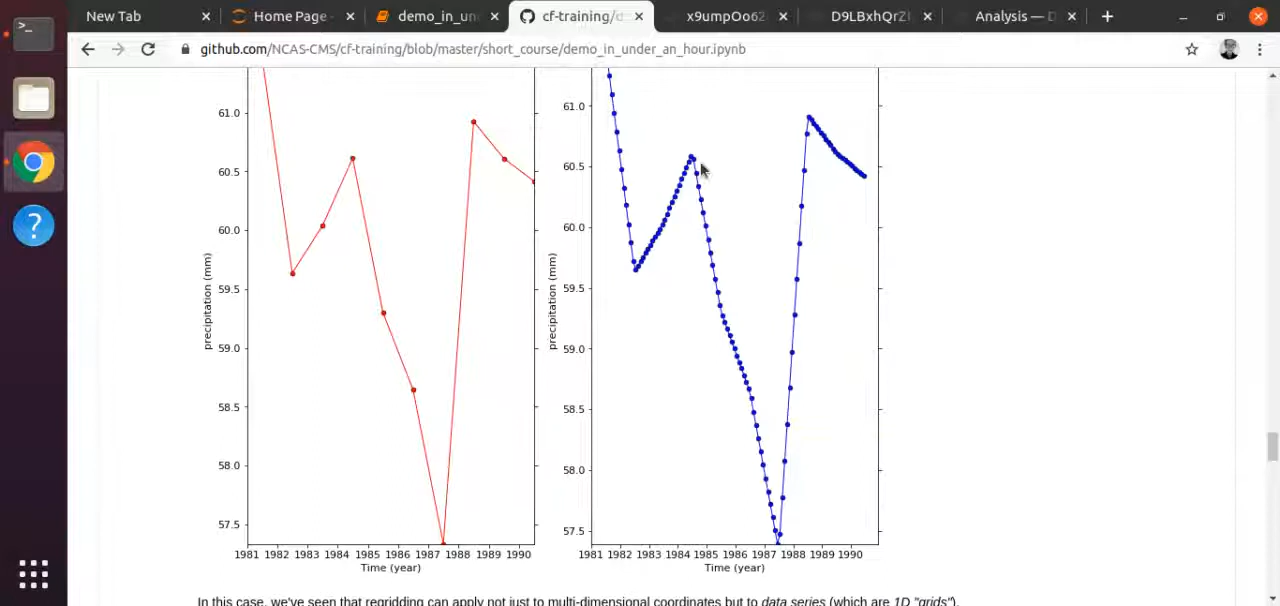 New Tab
Home Page -
demo_in_un
cf-training/d
x9umpOo62
D9LBxhQrZ
Analysis — D
github.com/NCAS-CMS/cf-training/blob/master/short_course/demo_in_under_an_hour.ipynb
61.0
60.5
60.0
59.5
59.0
58.5
58.0
57.5
precipitation (mm)
1981 1982 1983 1984 1985 1986 1987 1988 1989 1990
Time (year)
61.0
60.5
60.0
59.5
59.0
58.5
58.0
57.5
precipitation (mm)
1981 1982 1983 1984 1985 1986 1987 1988 1989 1990
Time (year)
In this case, we've seen that regridding can apply not just to multi-dimensional coordinates but to data series (which are 1D "grids").